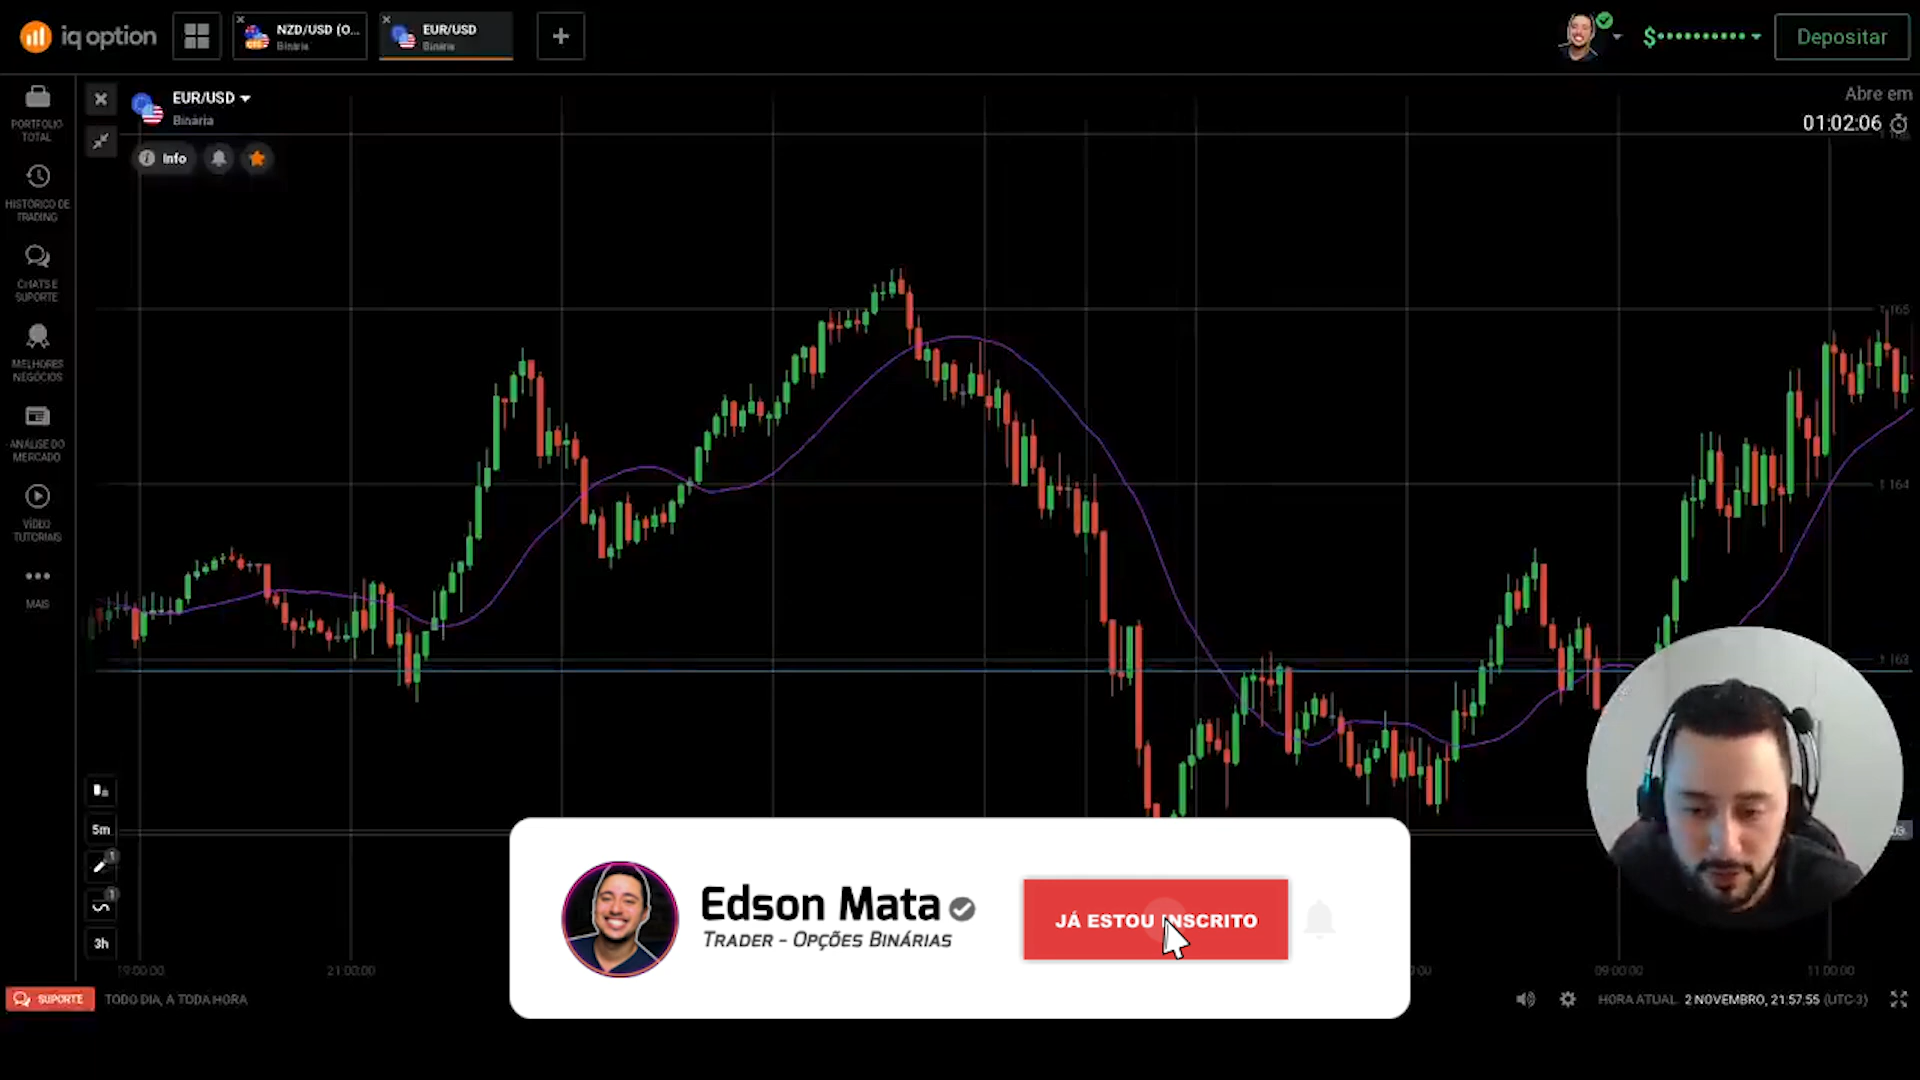 iq option
NZD/USD (O...
Binária
EUR/USD
Binária
$
Depositar
EUR/USD
Binária
Info
Abre em
01:02:06
PORTFOLIO
TOTAL
HISTÓRICO DE
TRADING
CHATS E
SUPORTE
MELHORES
NEGÓCIOS
ANÁLISE DO
MERCADO
VÍDEO
TUTORIAIS
MAIS
1.165
1.164
1.163
5m
1
1
3h
19:00:00
21:00:00
09:00:00
11:00:00
Edson Mata
TRADER - OPÇÕES BINÁRIAS
JÁ ESTOU INSCRITO
SUPORTE
TODO DIA, A TODA HORA
HORA ATUAL: 2 NOVEMBRO, 21:57:55 (UTC-3)